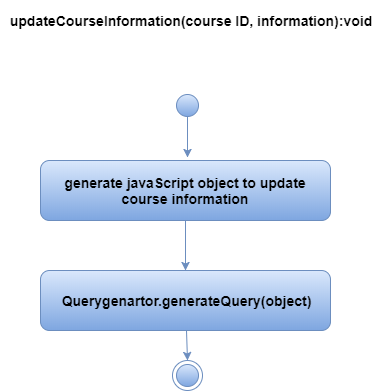 updateCourseInformation(course ID, information):void
generate javaScript object to update
course information
Querygenartor.generateQuery(object)